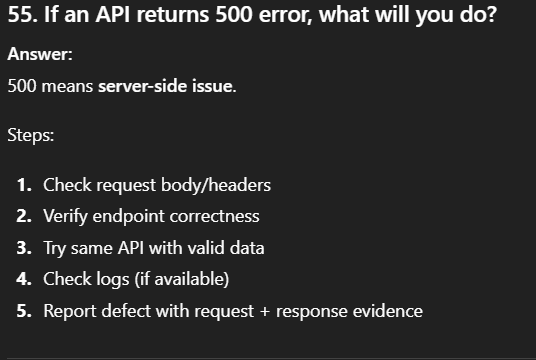 55. If an API returns 500 error, what will you do?
Answer:
500 means server-side issue.
Steps:
1. Check request body/headers
2. Verify endpoint correctness
3. Try same API with valid data
4. Check logs (if available)
5. Report defect with request + response evidence